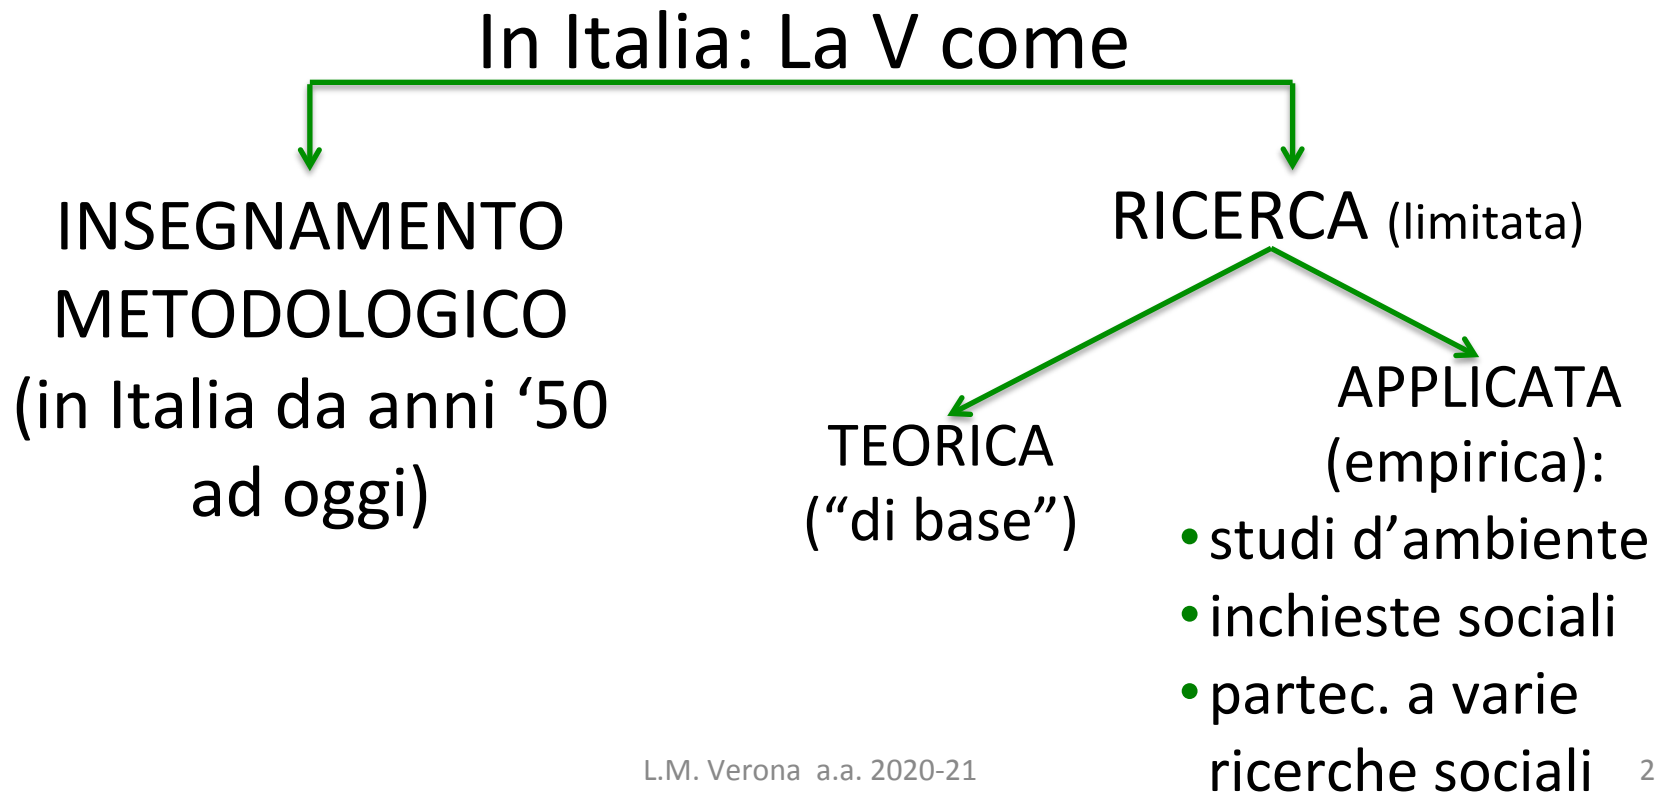 In Italia: La V come
INSEGNAMENTO
METODOLOGICO
(in Italia da anni ‘50
ad oggi)
RICERCA (limitata)
TEORICA
(“di base”)
APPLICATA
(empirica):
• studi d’ambiente
• inchieste sociali
• partec. a varie
ricerche sociali
L.M. Verona a.a. 2020-21
2